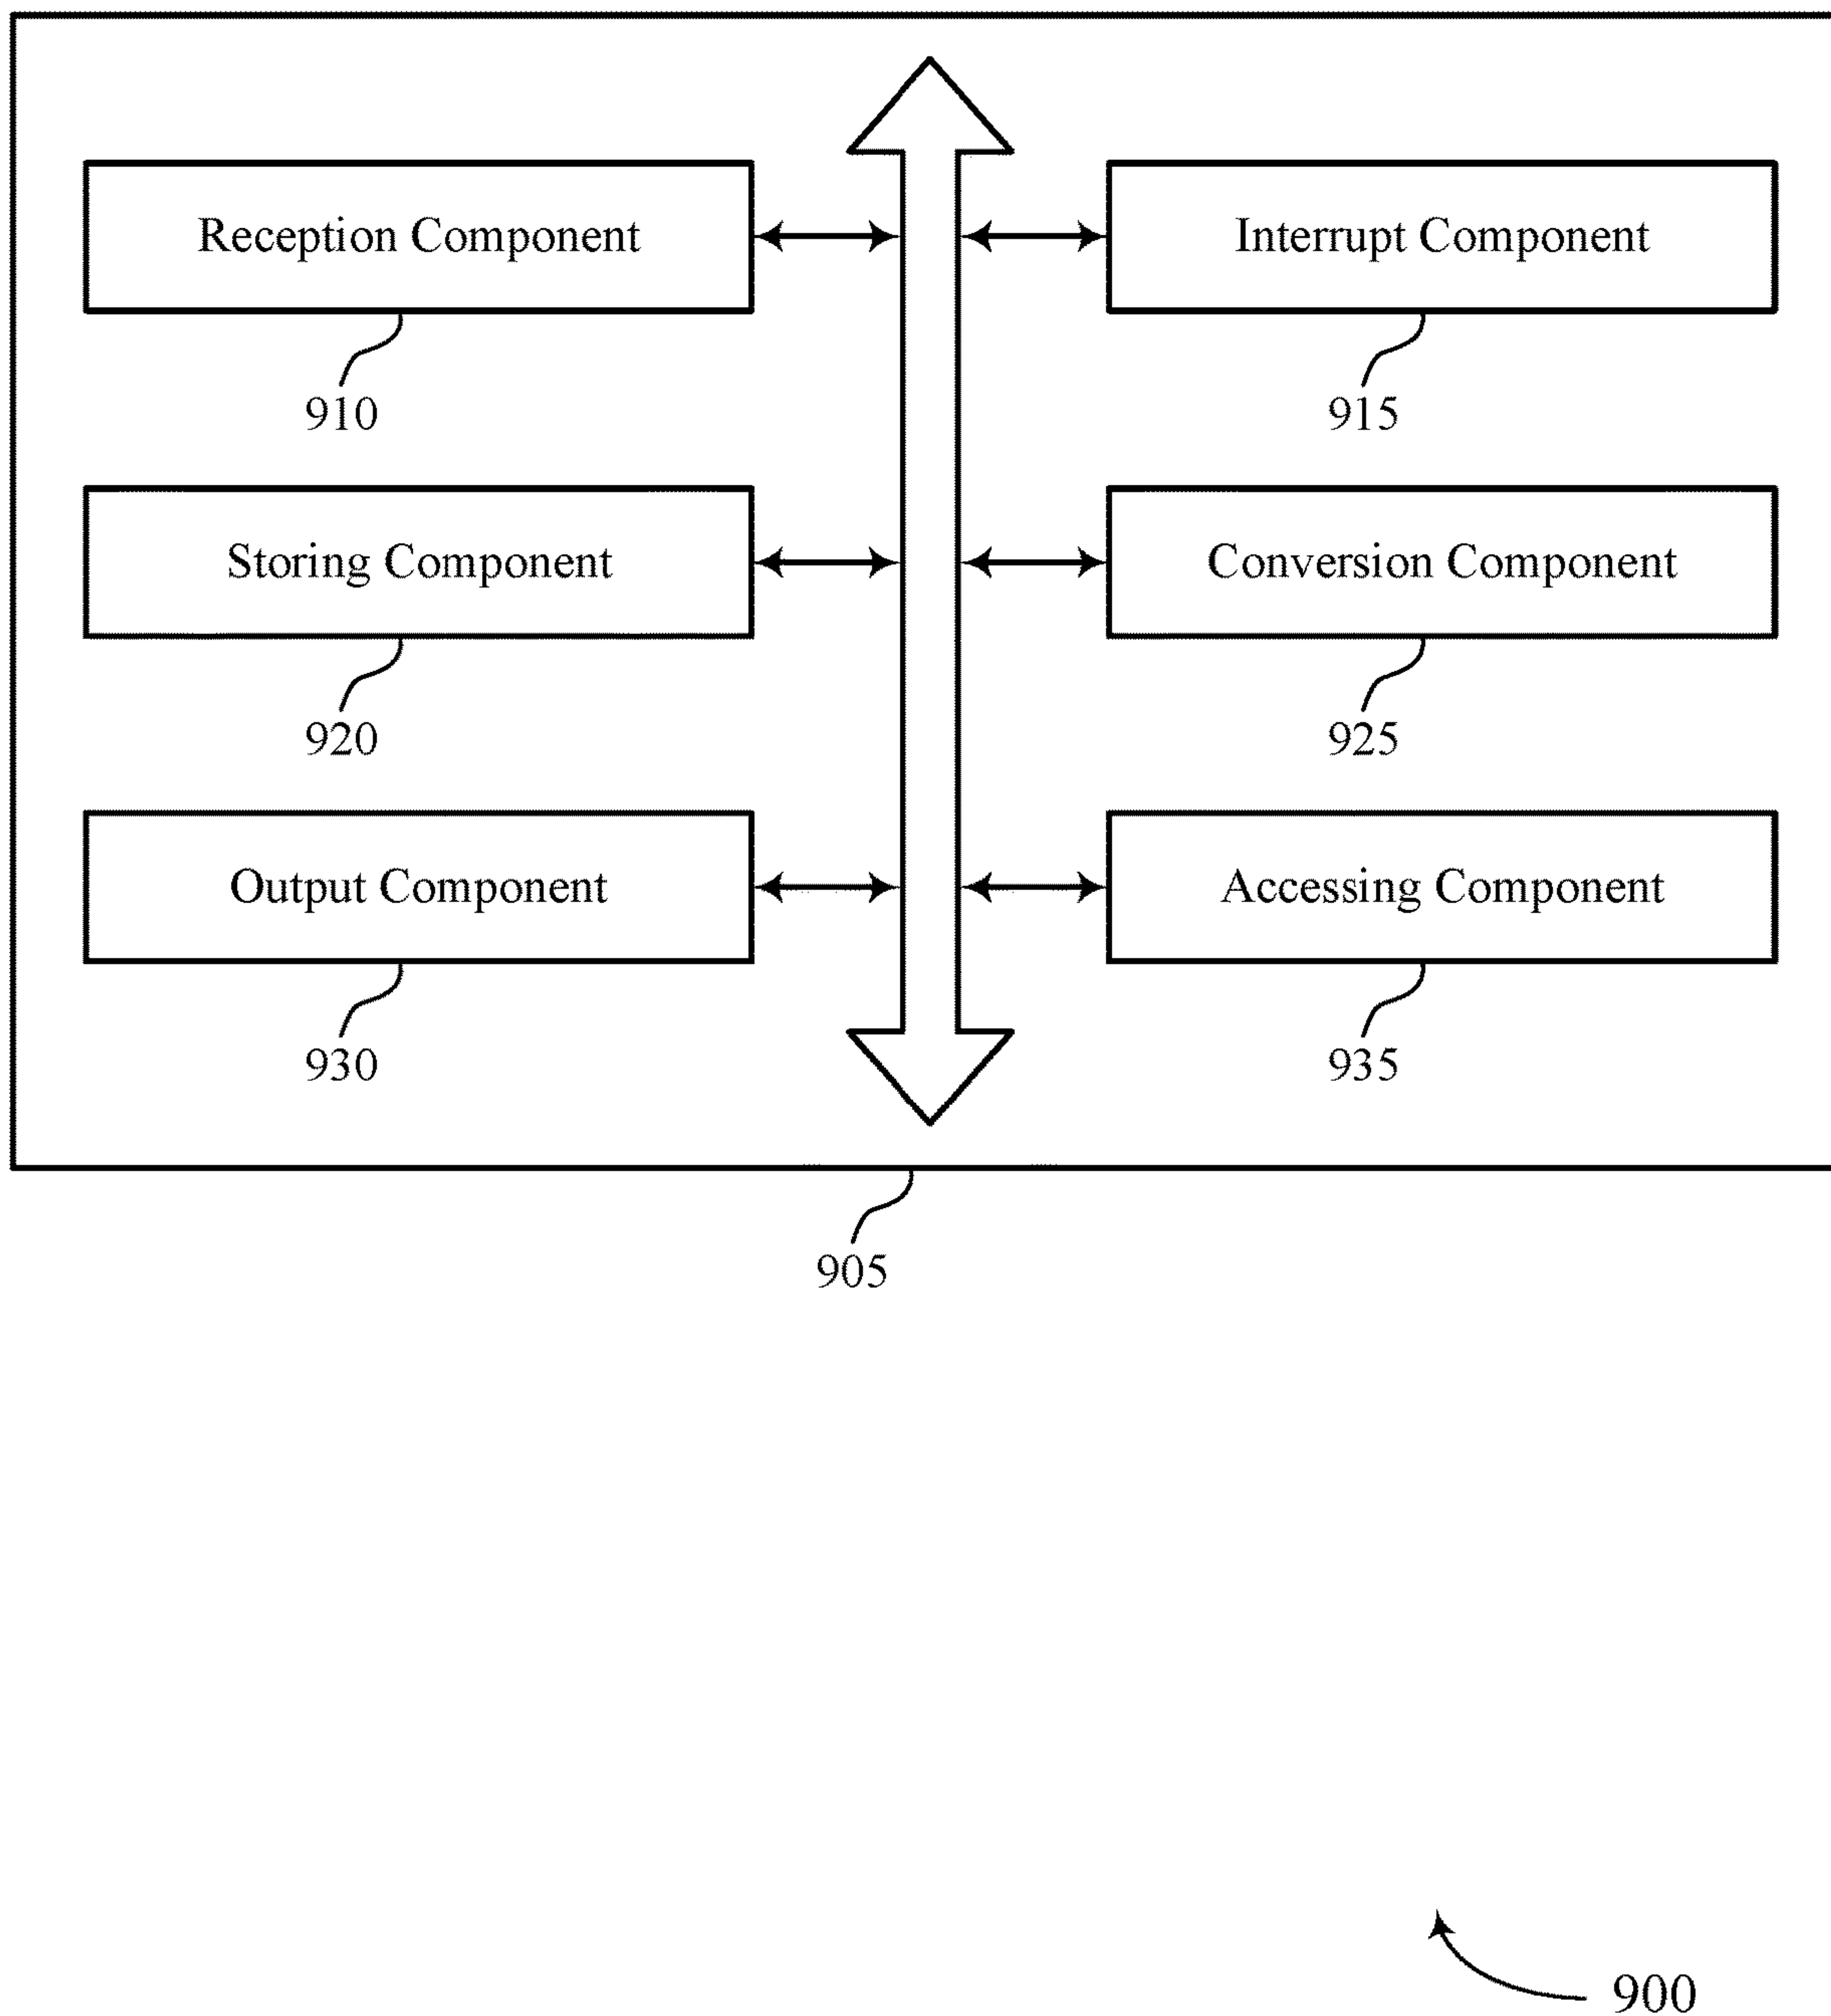 Reception Component
Interrupt Component
910
915
Storing Component
Conversion Component
920
925
Output Component
Accessing Component
930
935
905
900